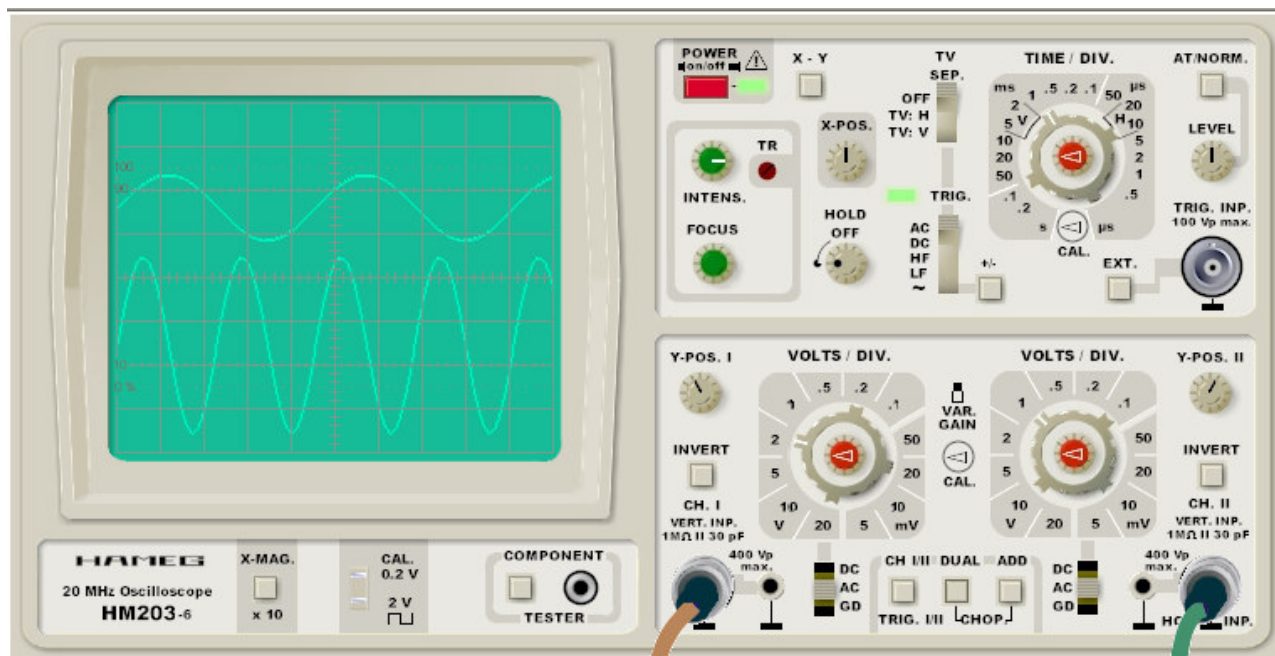 100
90
10
0 %
HAMEG
20 MHz Oscilloscope
HM203-6
X-MAG.
x 10
CAL.
0.2 V
2 V
COMPONENT
TESTER
POWER
on/off
X - Y
TV
SEP.
OFF
TV: H
TV: V
TIME / DIV.
ms
1
.5
.2
.1
50
µs
2
20
5
V
H
10
10
5
20
2
50
1
.1
.5
.2
s
µs
CAL.
AT/NORM.
LEVEL
X-POS.
TR
INTENS.
FOCUS
HOLD
OFF
TRIG.
AC
DC
HF
LF
~
+/-
EXT.
TRIG. INP.
100 Vp max.
Y-POS. I
VOLTS / DIV.
.5
.2
1
.1
2
50
5
20
10
10
V
20
5
mV
INVERT
CH. I
VERT. INP.
1MΩ II 30 pF
VAR.
GAIN
CAL.
VOLTS / DIV.
.5
.2
1
.1
2
50
5
20
10
10
V
20
5
mV
Y-POS. II
INVERT
CH. II
VERT. INP.
1MΩ II 30 pF
400 Vp
max.
DC
AC
GD
CH I/II
DUAL
ADD
TRIG. I/II
CHOP.
DC
AC
GD
400 Vp
max.
INP.